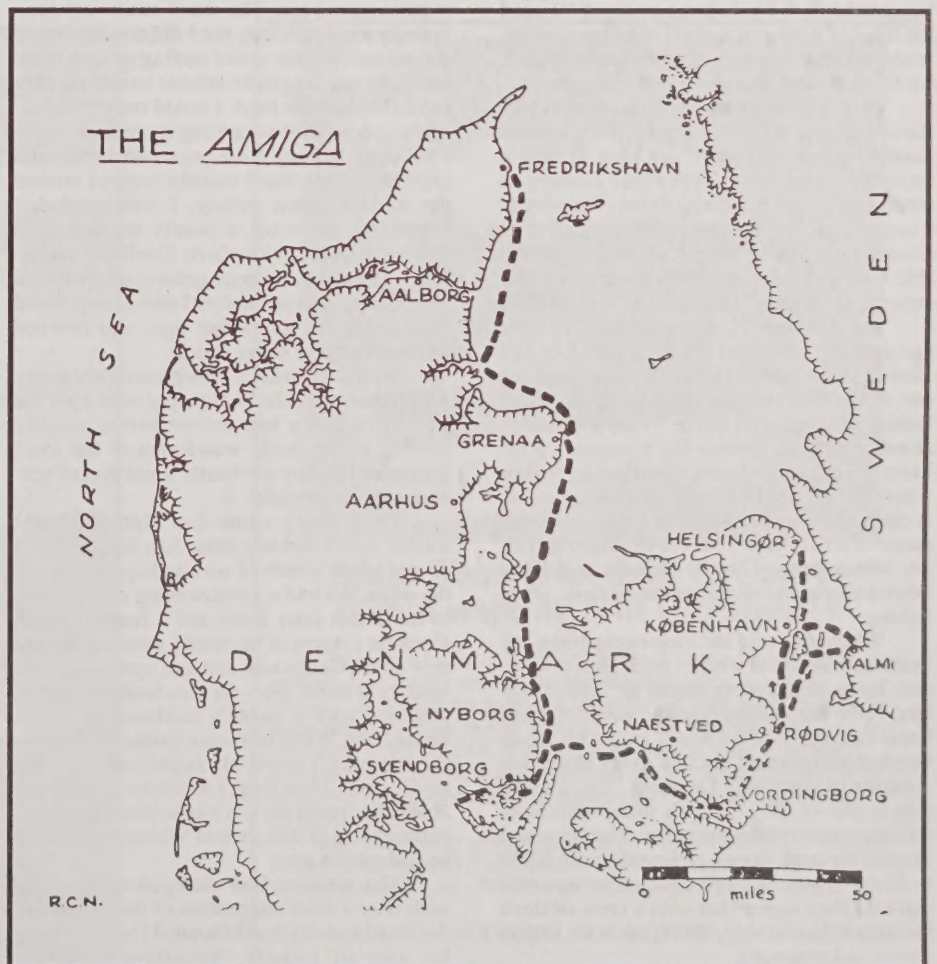 THE AMIGA
FREDRIKSHAVN
SWEDEN
AALBORG
NORTH SEA
GRENAA
AARHUS
HELSINGØR
KØBENHAVN
DENMARK
MALMÖ
NYBORG
NAESTVED
RØDVIG
SVENDBORG
VORDINGBORG
0 miles 50
R.C.N.